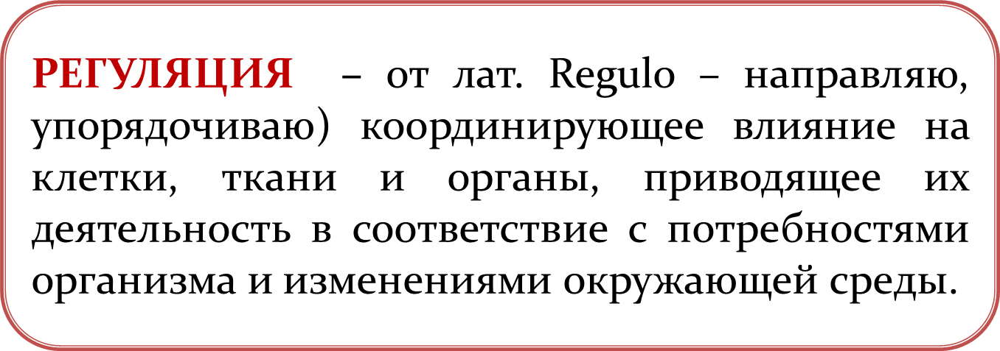 РЕГУЛЯЦИЯ – от лат. Regulo – направляю,
упорядочиваю) координирующее влияние на
клетки, ткани и органы, приводящее их
деятельность в соответствие с потребностями
организма и изменениями окружающей среды.